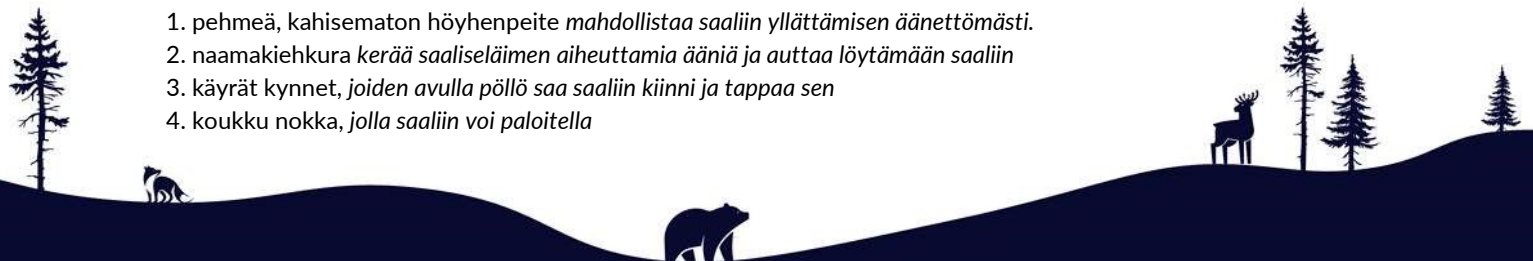 1. pehmeä, kahisematon höyhenpeite mahdollistaa saaliin yllättämisen äänettömästi.
2. naamakiehkura kerää saaliseläimen aiheuttamia ääniä ja auttaa löytämään saaliin
3. käyrät kynnet, joiden avulla pöllö saa saaliin kiinni ja tappaa sen
4. koukku nokka, jolla saaliin voi paloitella